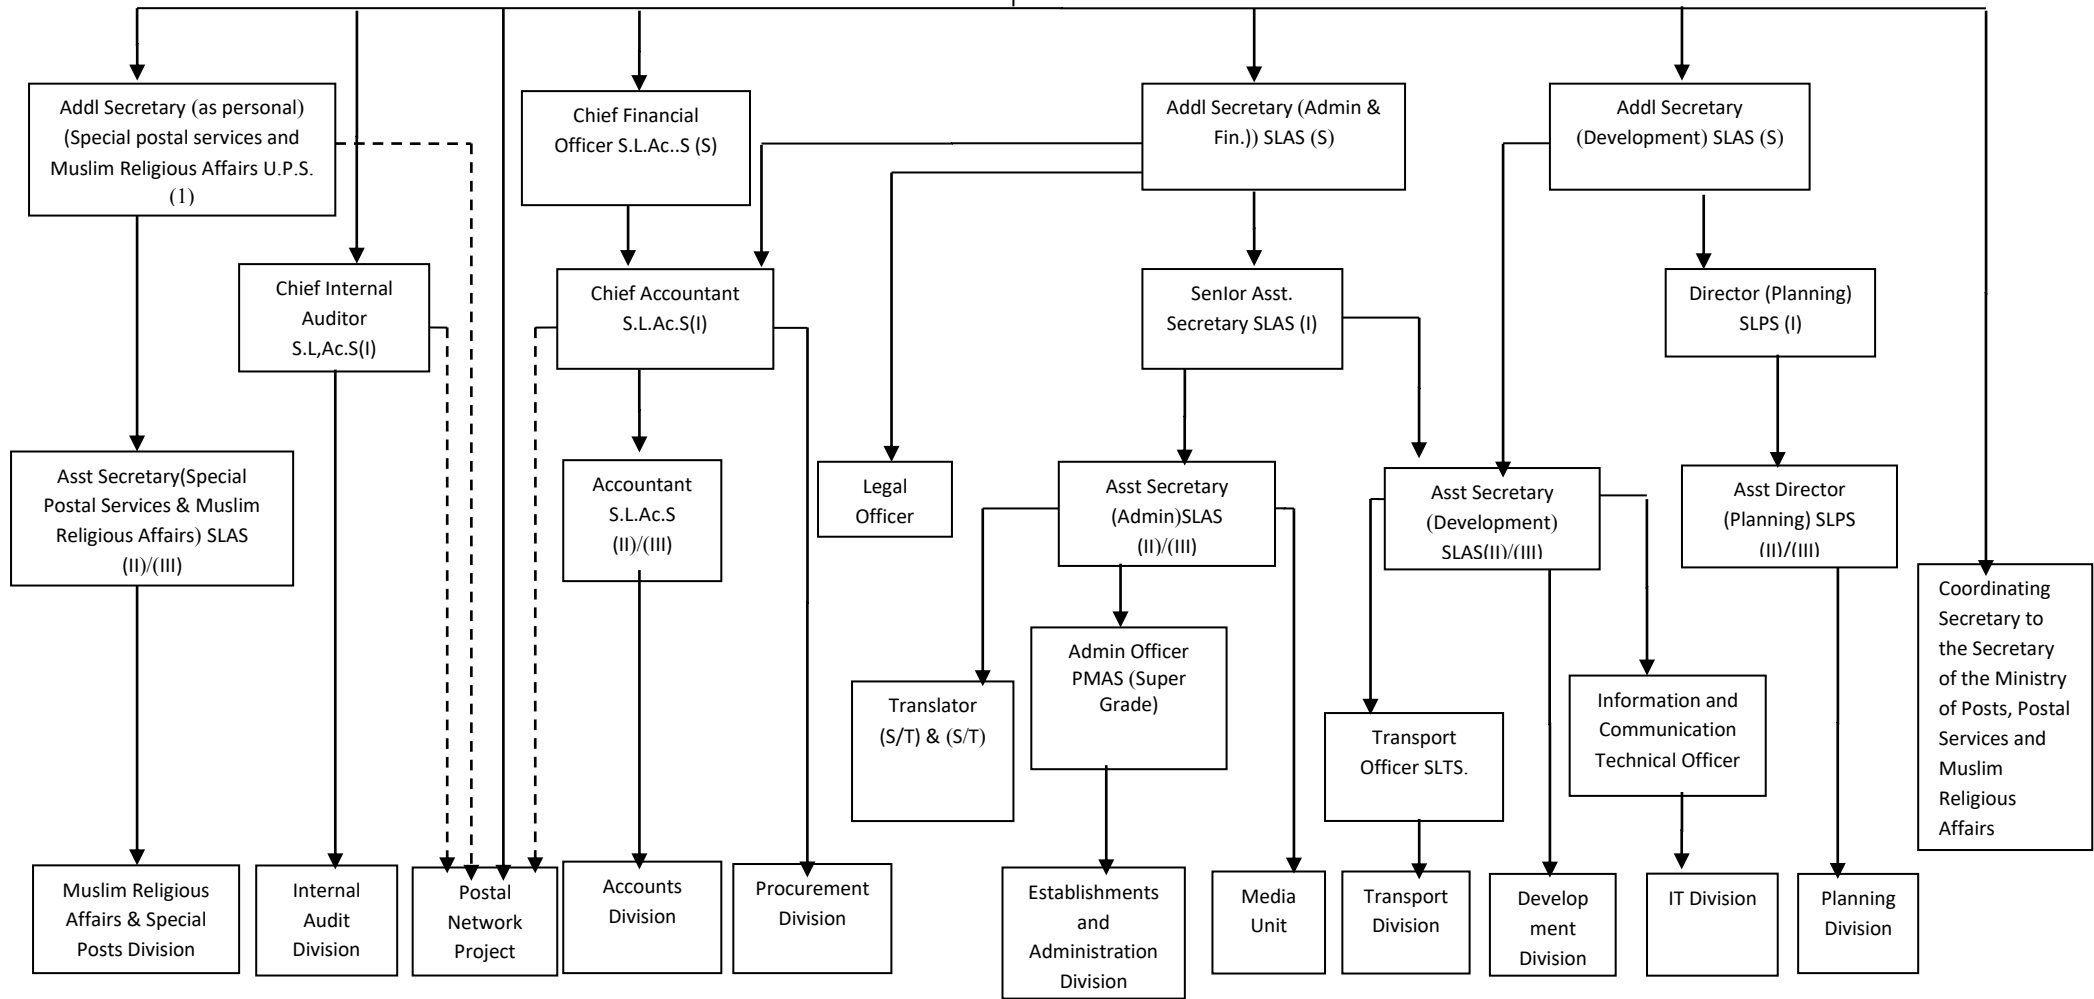 Addl Secretary (as personal)
(Special postal services and
Muslim Religious Affairs U.P.S.
(1)
Chief Financial
Officer S.L.Ac..S (S)
Addl Secretary (Admin &
Fin.)) SLAS (S)
Addl Secretary
(Development) SLAS (S)
Chief Internal
Auditor
S.L,Ac.S(I)
Chief Accountant
S.L.Ac.S(I)
SenIor Asst.
Secretary SLAS (I)
Director (Planning)
SLPS (I)
Asst Secretary(Special
Postal Services & Muslim
Religious Affairs) SLAS
(II)/(III)
Accountant
S.L.Ac.S
(II)/(III)
Legal
Officer
Asst Secretary
(Admin)SLAS
(II)/(III)
Asst Secretary
(Development)
SLAS(II)/(III)
Asst Director
(Planning) SLPS
(II)/(III)
Coordinating
Secretary to
the Secretary
of the Ministry
of Posts, Postal
Services and
Muslim
Religious
Affairs
Translator
(S/T) & (S/T)
Admin Officer
PMAS (Super
Grade)
Transport
Officer SLTS.
Information and
Communication
Technical Officer
Muslim Religious
Affairs & Special
Posts Division
Internal
Audit
Division
Postal
Network
Project
Accounts
Division
Procurement
Division
Establishments
and
Administration
Division
Media
Unit
Transport
Division
Develop
ment
Division
IT Division
Planning
Division